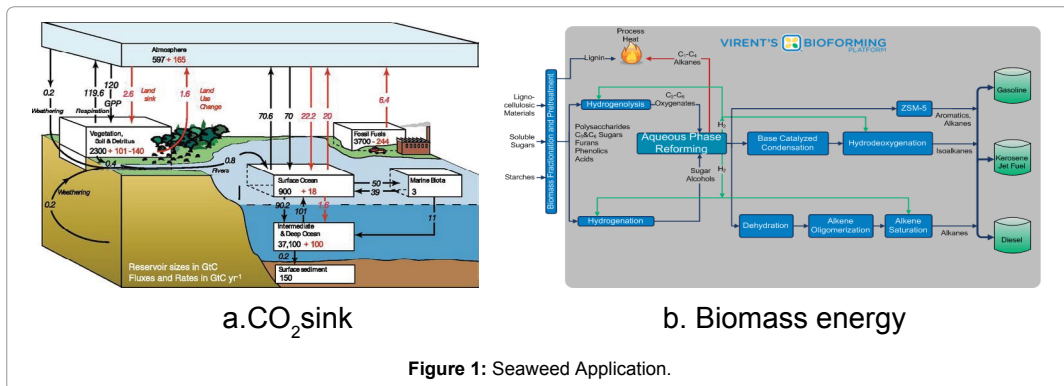 Atmosphere
597 + 165
0.2
Weathering
119.6
Respiration
120
GPP
2.6
Land
sink
1.6
Land
Use
Change
70.6
70
22.2
20
6.4
Vegetation,
Soil & Detritus
2300 + 101-140
Fossil Fuels
3700 - 244
0.4
0.8
Rivers
Weathering
0.2
Surface Ocean
900 + 18
50
39
Marine Biota
3
90.2
101
1.6
11
Intermediate
& Deep Ocean
37,100 + 100
0.2
Surface sediment
150
Reservoir sizes in GtC
Fluxes and Rates in GtC yr⁻¹
a.CO₂sink
VIRENT'S BIOFORMING
PLATFORM
Process
Heat
Lignin
C₁-C₄
Alkanes
Ligno-
cellulosic
Materials
Soluble
Sugars
Starches
Biomass Fractionation and Pretreatment
Hydrogenolysis
C₂-C₆
Oxygenates
Polysaccharides
C₅&C₆ Sugars
Furans
Phenolics
Acids
Aqueous Phase
Reforming
Sugar
Alcohols
Hydrogenation
H₂
H₂
ZSM-5
Aromatics,
Alkanes
Base Catalyzed
Condensation
Hydrodeoxygenation
Isoalkanes
Dehydration
Alkene
Oligomerization
Alkene
Saturation
Alkanes
Gasoline
Kerosene
Jet Fuel
Diesel
b. Biomass energy
Figure 1: Seaweed Application.